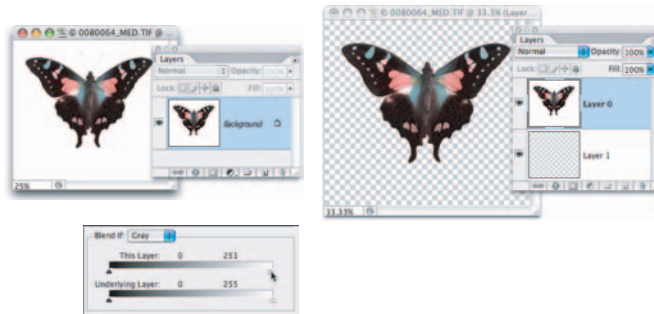 © 0080064_MED.TIF @
Layers
Normal
Opacity: 100%
Lock:
Fill: 100%
Background
25%
© 0080064_MED.TIF @ 33.3% (Layer
Layers
Normal
Opacity: 100%
Lock:
Fill: 100%
Layer 0
Layer 1
33.33%
Blend If: Gray
This Layer: 0 251
Underlying Layer: 0 255